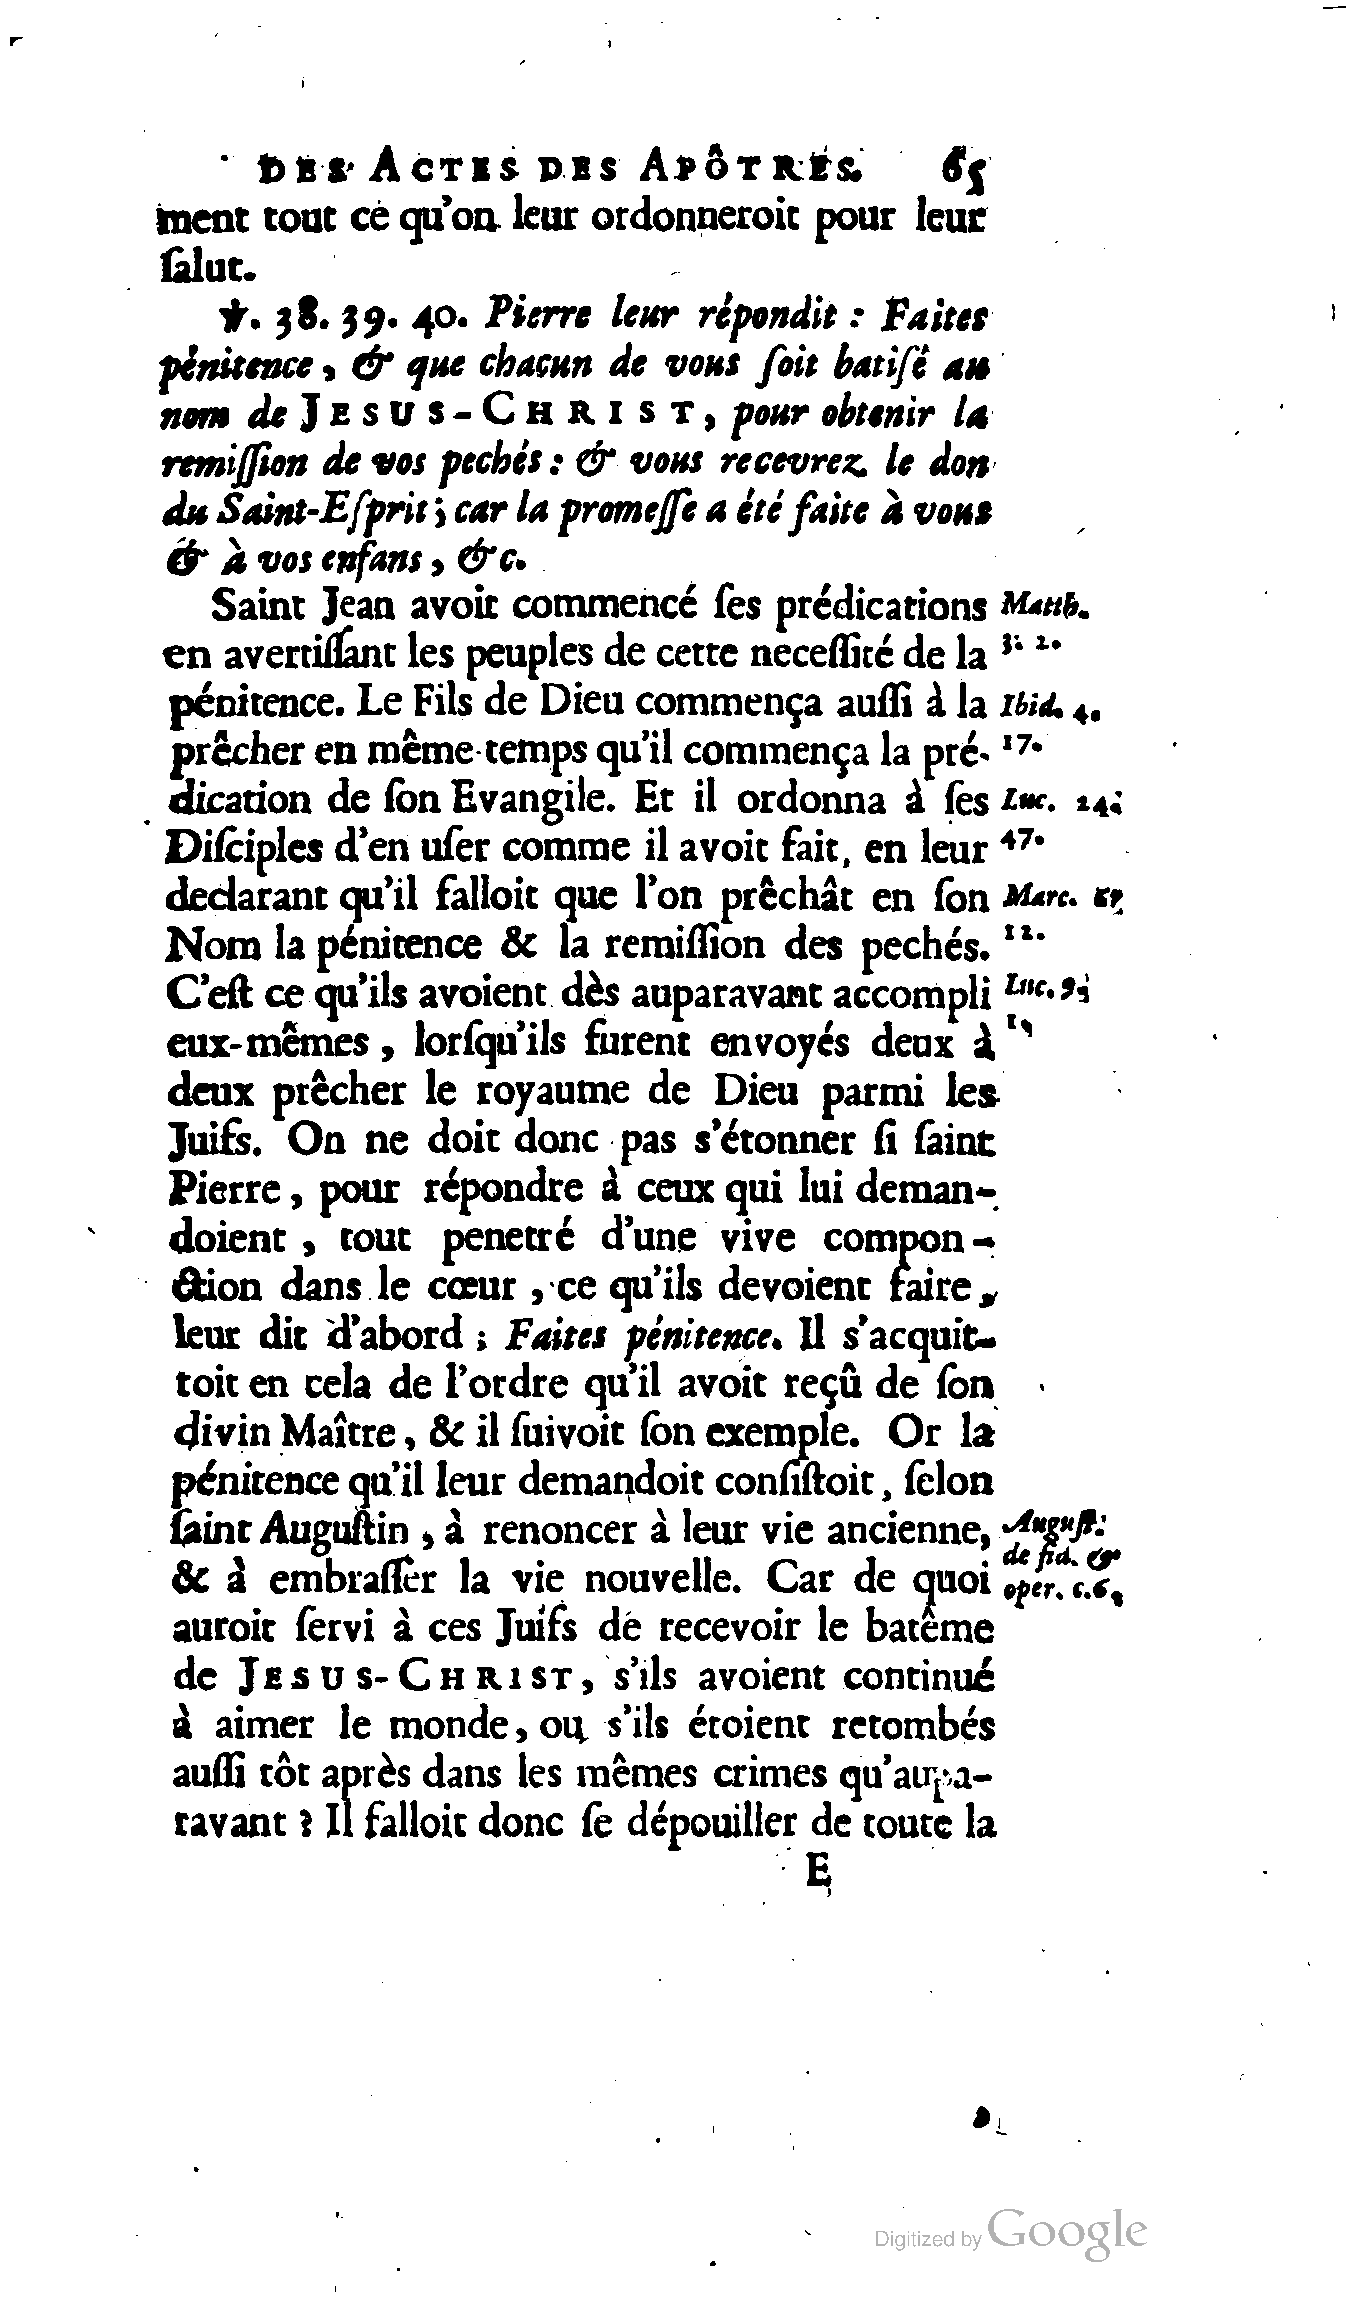 DES ACTES DES APÔTRES. 65
ment tout ce qu'on leur ordonneroit pour leur
ſalut.
℣. 38. 39. 40. Pierre leur répondit : Faites
pénitence, & que chacun de vous ſoit batiſé au
nom de JESUS-CHRIST, pour obtenir la
remiſſion de vos pechés : & vous recevrez le don
du Saint-Eſprit ; car la promeſſe a été faite à vous
& à vos enfans, &c.
Saint Jean avoit commencé ſes prédications
Matth.
en avertiſſant les peuples de cette neceſſité de la
3. 2.
pénitence. Le Fils de Dieu commença auſſi à la
Ibid. 4.
prêcher en même-temps qu'il commença la pré-
17.
dication de ſon Evangile. Et il ordonna à ſes
Luc. 24.
Diſciples d'en uſer comme il avoit fait, en leur
47.
declarant qu'il falloit que l'on prêchât en ſon
Marc.
Nom la pénitence & la remiſſion des pechés.
12.
C'eſt ce qu'ils avoient dès auparavant accompli
Luc. 9.
eux-mêmes, lorſqu'ils furent envoyés deux à
deux prêcher le royaume de Dieu parmi les
Juifs. On ne doit donc pas s'étonner ſi ſaint
Pierre, pour répondre à ceux qui lui deman-
doient, tout penetré d'une vive compon-
ction dans le cœur, ce qu'ils devoient faire,
leur dit d'abord ; Faites pénitence. Il s'acquit-
toit en cela de l'ordre qu'il avoit reçû de ſon
divin Maître, & il ſuivoit ſon exemple. Or la
pénitence qu'il leur demandoit conſiſtoit, ſelon
ſaint Auguſtin, à renoncer à leur vie ancienne,
Auguſt.
de fid. &
& à embraſſer la vie nouvelle. Car de quoi
oper. c. 6.
auroit ſervi à ces Juifs de recevoir le batême
de JESUS-CHRIST, s'ils avoient continué
à aimer le monde, ou s'ils étoient retombés
auſſi tôt après dans les mêmes crimes qu'aupa-
ravant ? Il falloit donc ſe dépouiller de toute la
E
Digitized by Google